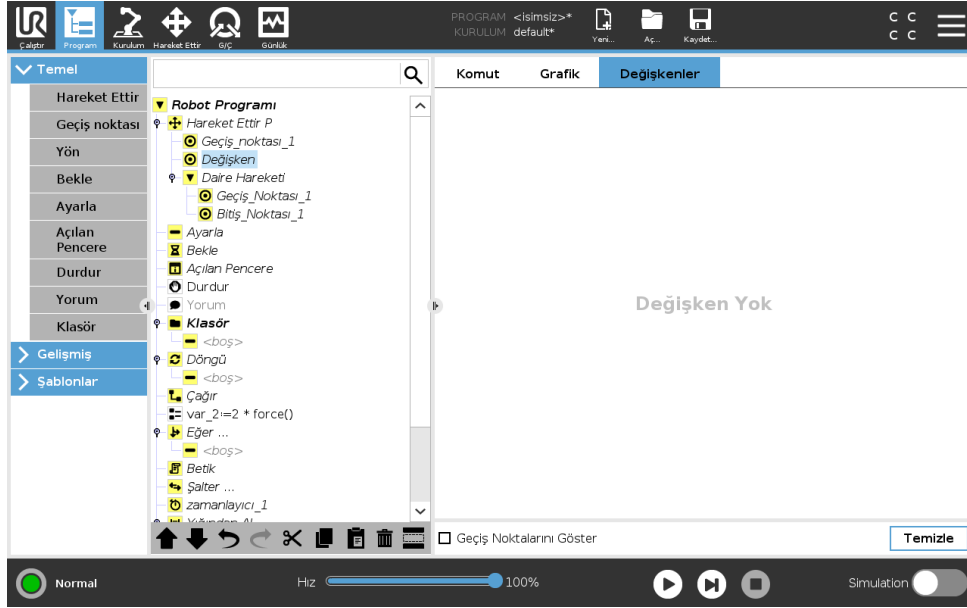 PROGRAM <isimsiz>*
KURULUM default*
Yeni...
Aç...
Kaydet...
C C
C C
Çalıştır
Program
Kurulum
Hareket Ettir
G/Ç
Günlük
Temel
Hareket Ettir
Geçiş noktası
Yön
Bekle
Ayarla
Açılan
Pencere
Durdur
Yorum
Klasör
Gelişmiş
Şablonlar
Robot Programı
Hareket Ettir P
Geçiş_noktası_1
Değişken
Daire Hareketi
Geçiş_Noktası_1
Bitiş_Noktası_1
Ayarla
Bekle
Açılan Pencere
Durdur
Yorum
Klasör
<boş>
Döngü
<boş>
Çağır
var_2:=2 * force()
Eğer ...
<boş>
Betik
Şalter ...
zamanlayıcı_1
Komut
Grafik
Değişkenler
Değişken Yok
Geçiş Noktalarını Göster
Temizle
Normal
Hız
100%
Simulation